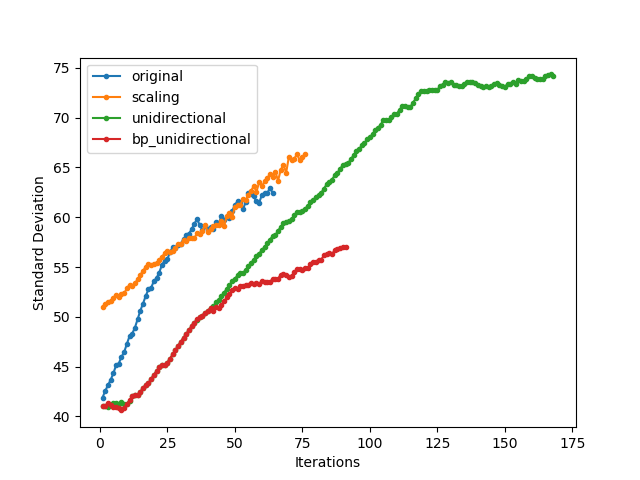 original
scaling
unidirectional
bp_unidirectional
75
70
65
60
55
50
45
40
Standard Deviation
0 25 50 75 100 125 150 175
Iterations